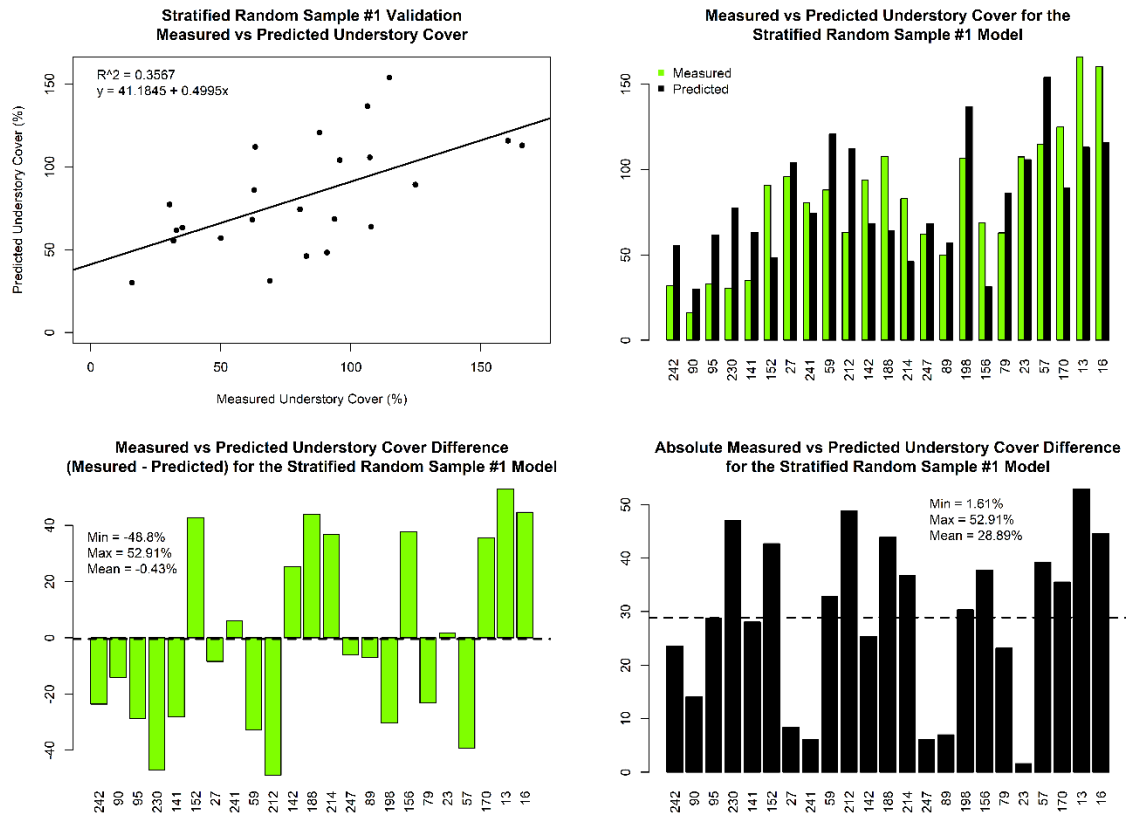 Stratified Random Sample #1 Validation
Measured vs Predicted Understory Cover
R^2 = 0.3567
y = 41.1845 + 0.4995x
Predicted Understory Cover (%)
0
50
100
150
0 50 100 150
Measured Understory Cover (%)
Measured vs Predicted Understory Cover for the
Stratified Random Sample #1 Model
Measured
Predicted
0
50
100
150
242 90 95 230 141 152 27 241 59 212 142 188 214 247 89 198 156 79 23 57 170 13 16
Measured vs Predicted Understory Cover Difference
(Mesured - Predicted) for the Stratified Random Sample #1 Model
Min = -48.8%
Max = 52.91%
Mean = -0.43%
-40
-20
0
20
40
242 90 95 230 141 152 27 241 59 212 142 188 214 247 89 198 156 79 23 57 170 13 16
Absolute Measured vs Predicted Understory Cover Difference
for the Stratified Random Sample #1 Model
Min = 1.61%
Max = 52.91%
Mean = 28.89%
0
10
20
30
40
50
242 90 95 230 141 152 27 241 59 212 142 188 214 247 89 198 156 79 23 57 170 13 16